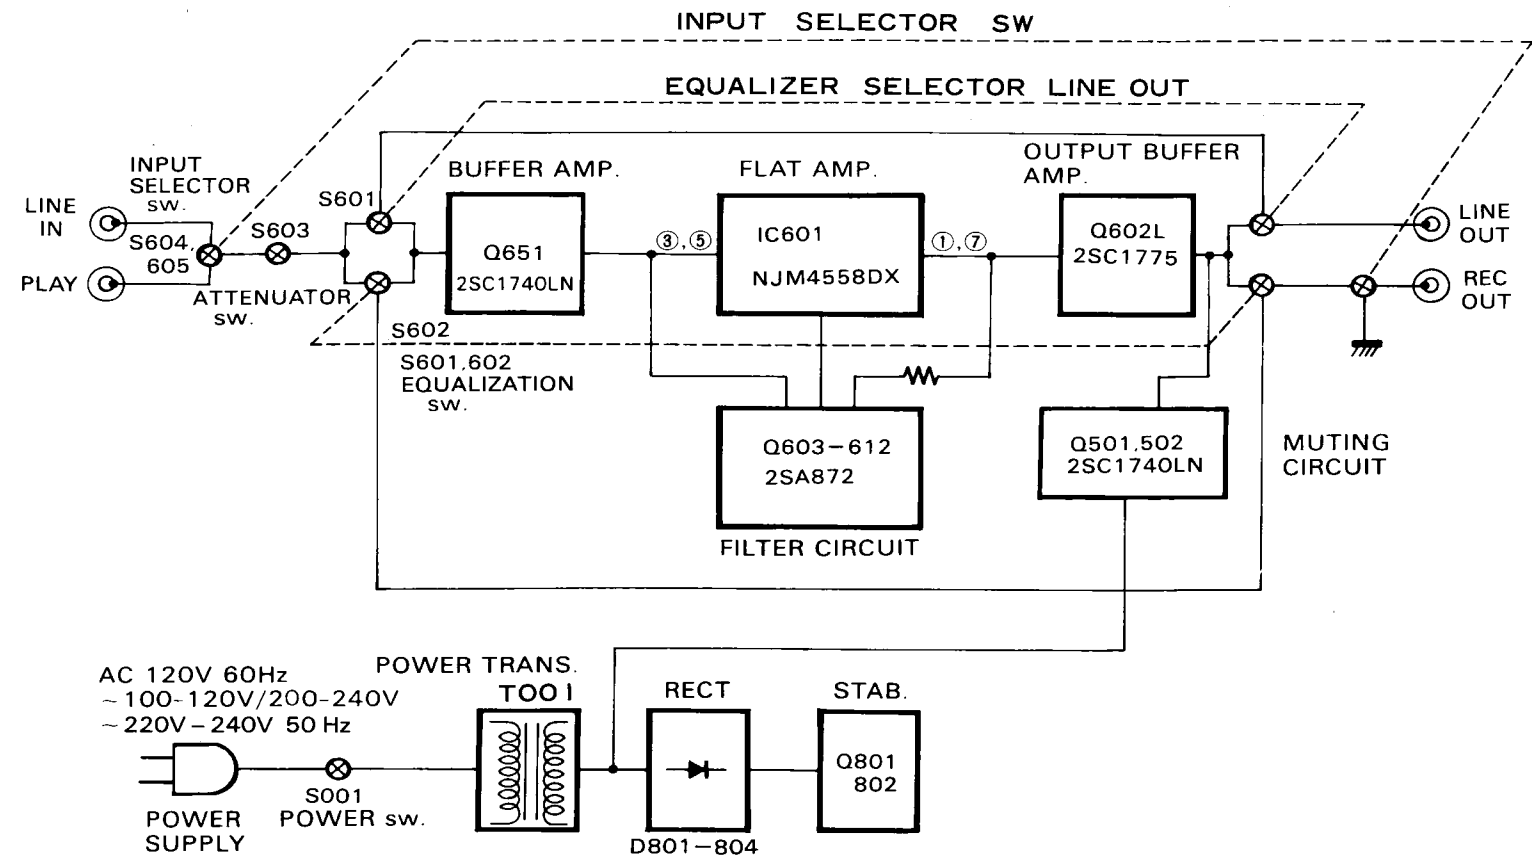 INPUT SELECTOR SW
EQUALIZER SELECTOR LINE OUT
INPUT
SELECTOR
SW.
LINE
IN
PLAY
S604,
605
S603
ATTENUATOR
SW.
S601
S602
S601,602
EQUALIZATION
SW.
BUFFER AMP.
Q651
2SC1740LN
③,⑤
FLAT AMP.
IC601
NJM4558DX
①,⑦
OUTPUT BUFFER
AMP.
Q602L
2SC1775
LINE
OUT
REC
OUT
Q603-612
2SA872
FILTER CIRCUIT
Q501,502
2SC1740LN
MUTING
CIRCUIT
AC 120V 60Hz
~100-120V/200-240V
~220V-240V 50Hz
POWER
SUPPLY
S001
POWER SW.
POWER TRANS.
T001
RECT
D801-804
STAB.
Q801
802